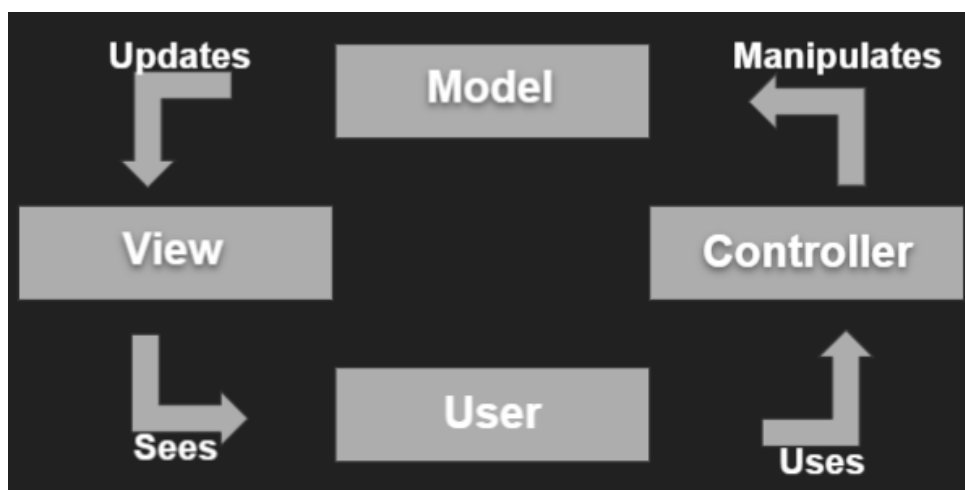 Updates
Model
Manipulates
View
Controller
Sees
User
Uses